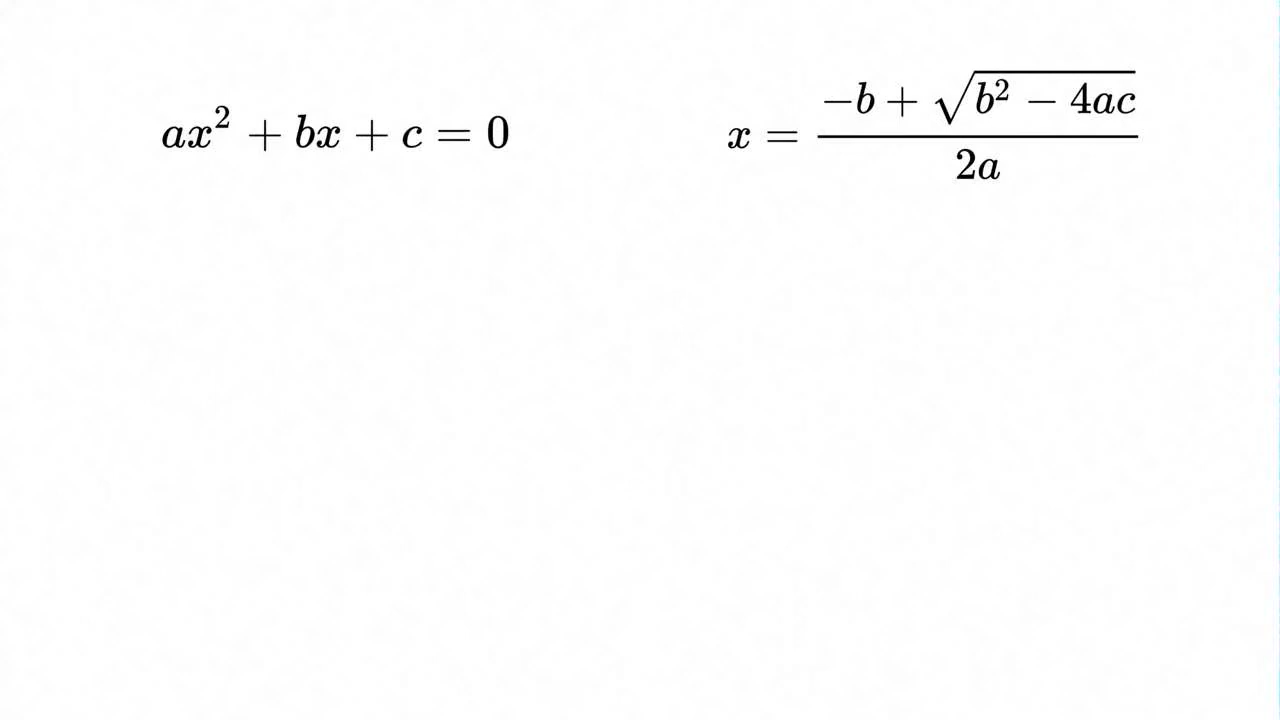 ax² + bx + c = 0
x = (-b + √(b² - 4ac)) / 2a